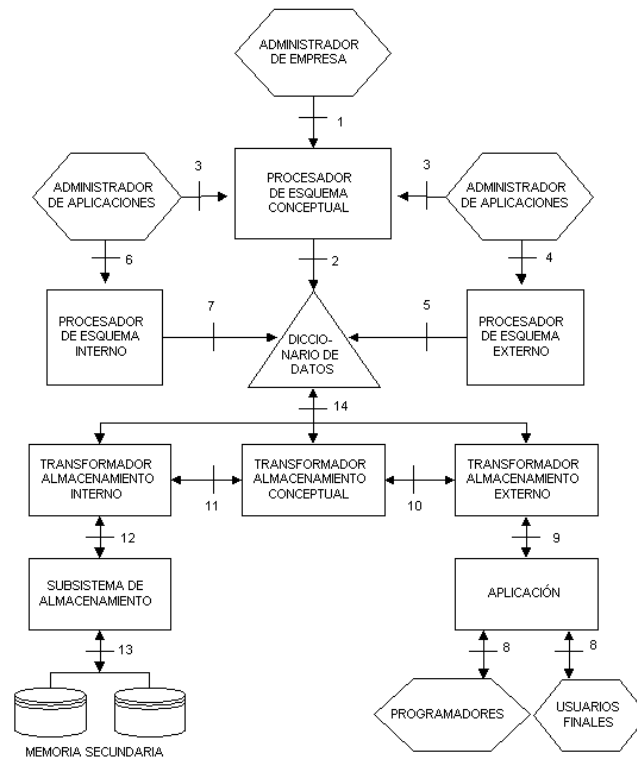 ADMINISTRADOR
DE EMPRESA
1
3
3
ADMINISTRADOR
DE APLICACIONES
PROCESADOR
DE ESQUEMA
CONCEPTUAL
ADMINISTRADOR
DE APLICACIONES
6
2
4
PROCESADOR
DE ESQUEMA
INTERNO
7
DICCIO-
NARIO DE
DATOS
5
PROCESADOR
DE ESQUEMA
EXTERNO
14
TRANSFORMADOR
ALMACENAMIENTO
INTERNO
11
TRANSFORMADOR
ALMACENAMIENTO
CONCEPTUAL
10
TRANSFORMADOR
ALMACENAMIENTO
EXTERNO
12
9
SUBSISTEMA DE
ALMACENAMIENTO
APLICACIÓN
13
8
8
PROGRAMADORES
USUARIOS
FINALES
MEMORIA SECUNDARIA